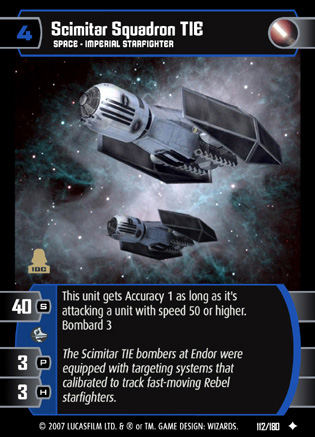 4
Scimitar Squadron TIE
SPACE - IMPERIAL STARFIGHTER
IDC
40 S
This unit gets Accuracy 1 as long as it's
attacking a unit with speed 50 or higher.
Bombard 3
3 P
3 H
The Scimitar TIE bombers at Endor were
equipped with targeting systems that
calibrated to track fast-moving Rebel
starfighters.
© 2007 LUCASFILM LTD. & ® or TM. GAME DESIGN: WIZARDS. 112/180